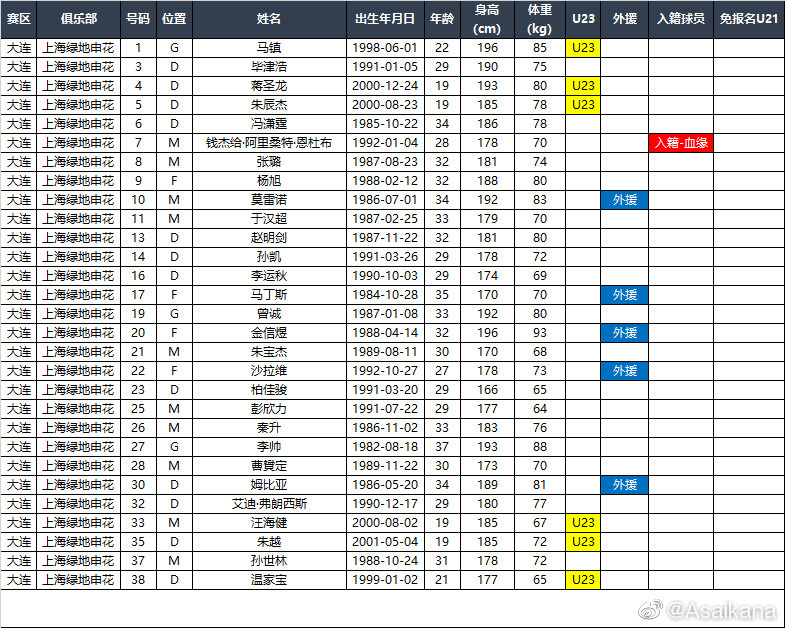 赛区 俱乐部 号码 位置 姓名 出生年月日 年龄 身高(cm) 体重(kg) U23 外援 入籍球员 免报名U21
大连 上海绿地申花 1 G 马镇 1998-06-01 22 196 85 U23
大连 上海绿地申花 3 D 毕津浩 1991-01-05 29 190 75
大连 上海绿地申花 4 D 蒋圣龙 2000-12-24 19 193 80 U23
大连 上海绿地申花 5 D 朱辰杰 2000-08-23 19 185 78 U23
大连 上海绿地申花 6 D 冯潇霆 1985-10-22 34 186 78
大连 上海绿地申花 7 M 钱杰给·阿里桑特·恩杜布 1992-01-04 28 178 70 入籍-血缘
大连 上海绿地申花 8 M 张璐 1987-08-23 32 181 74
大连 上海绿地申花 9 F 杨旭 1988-02-12 32 188 80
大连 上海绿地申花 10 M 莫雷诺 1986-07-01 34 192 83 外援
大连 上海绿地申花 11 M 于汉超 1987-02-25 33 179 70
大连 上海绿地申花 13 D 赵明剑 1987-11-22 32 181 80
大连 上海绿地申花 14 D 孙凯 1991-03-26 29 178 72
大连 上海绿地申花 16 D 李运秋 1990-10-03 29 174 69
大连 上海绿地申花 17 F 马丁斯 1984-10-28 35 170 70 外援
大连 上海绿地申花 19 G 曾诚 1987-01-08 33 192 80
大连 上海绿地申花 20 F 金信煜 1988-04-14 32 196 93 外援
大连 上海绿地申花 21 M 朱宝杰 1989-08-11 30 170 68
大连 上海绿地申花 22 F 沙拉维 1992-10-27 27 178 73 外援
大连 上海绿地申花 23 D 柏佳骏 1991-03-20 29 166 65
大连 上海绿地申花 25 M 彭欣力 1991-07-22 29 177 64
大连 上海绿地申花 26 M 秦升 1986-11-02 33 183 76
大连 上海绿地申花 27 G 李帅 1982-08-18 37 193 88
大连 上海绿地申花 28 M 曹赟定 1989-11-22 30 173 70
大连 上海绿地申花 30 D 姆比亚 1986-05-20 34 189 81 外援
大连 上海绿地申花 32 D 艾迪·弗朗西斯 1990-12-17 29 180 77
大连 上海绿地申花 33 M 汪海健 2000-08-02 19 185 67 U23
大连 上海绿地申花 35 D 朱越 2001-05-04 19 185 72 U23
大连 上海绿地申花 37 M 孙世林 1988-10-24 31 178 72
大连 上海绿地申花 38 D 温家宝 1999-01-02 21 177 65 U23
@Asaikana